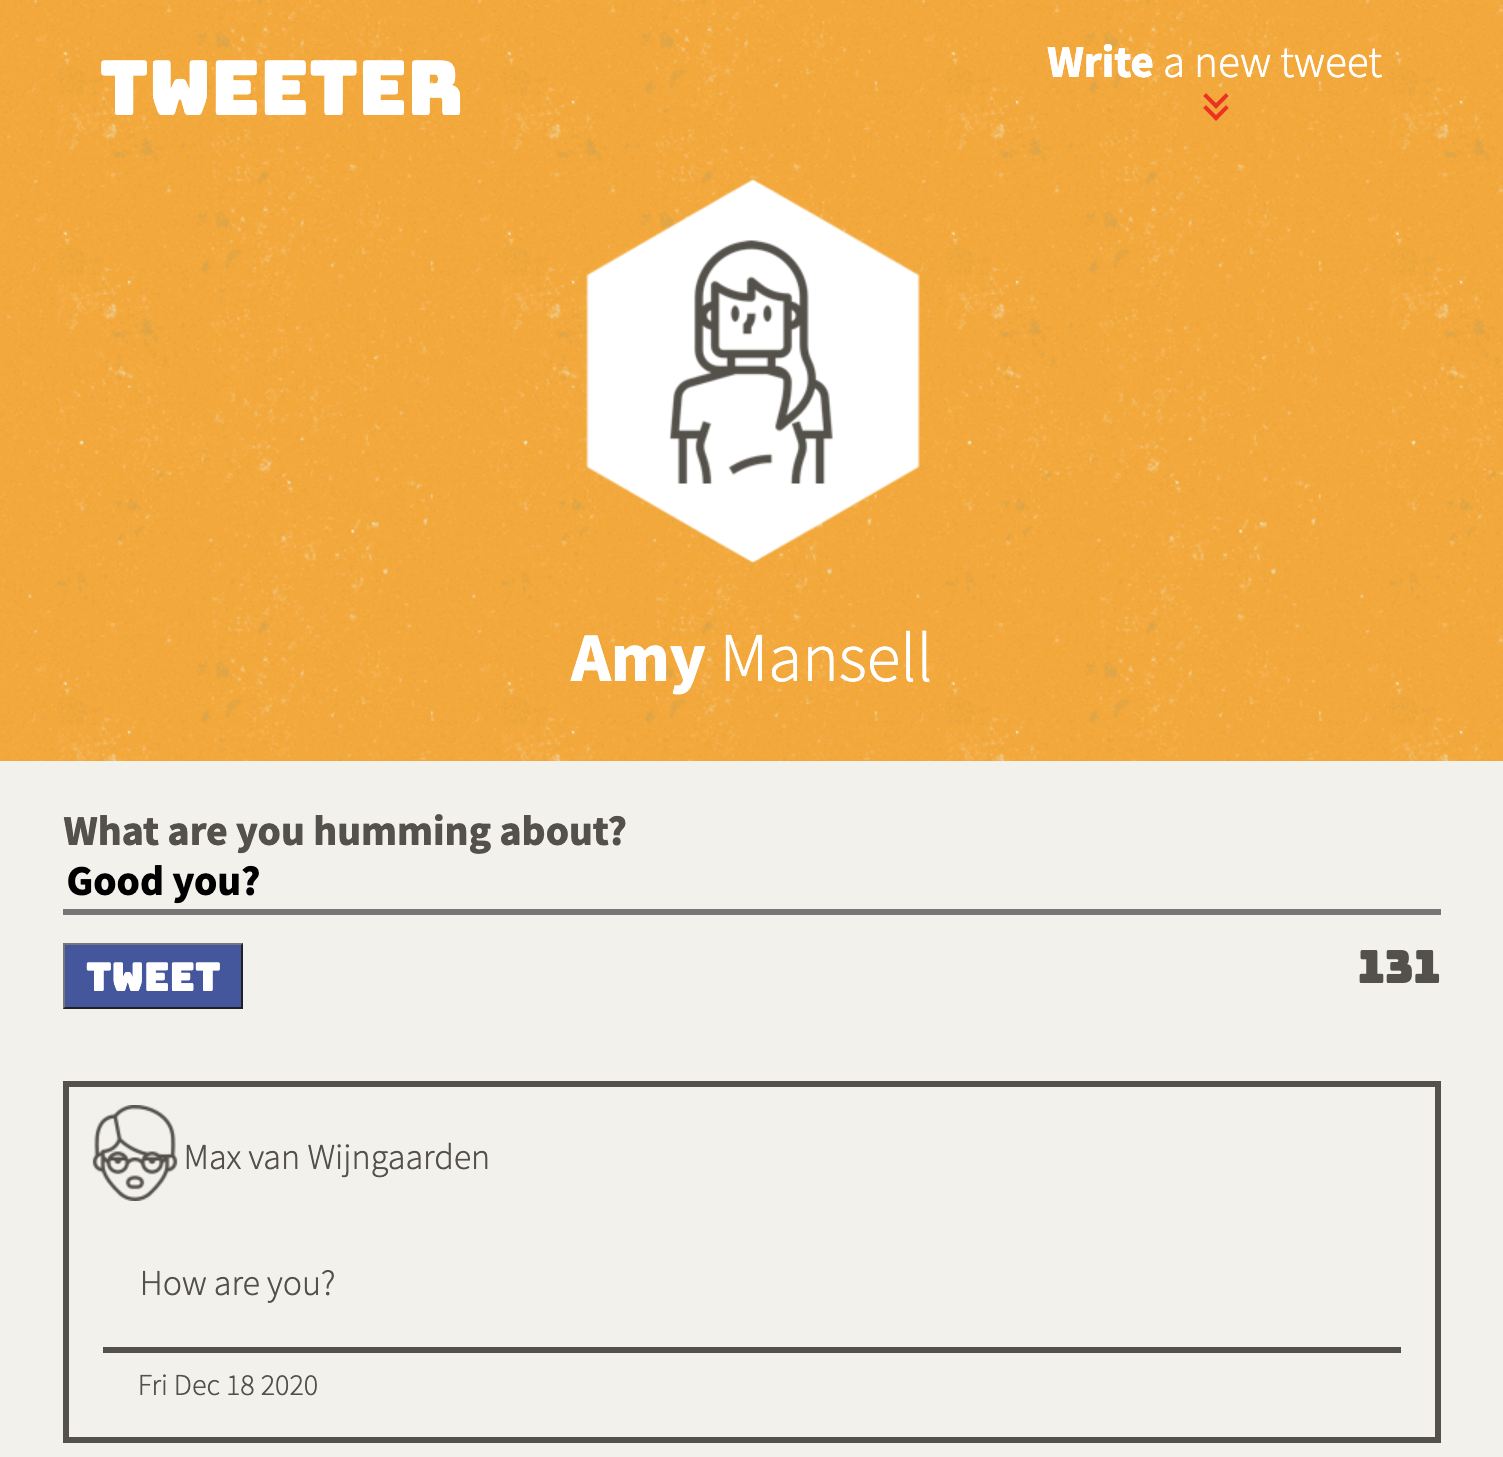 TWEETER
Write a new tweet
Amy Mansell
What are you humming about?
Good you?
TWEET
131
Max van Wijngaarden
How are you?
Fri Dec 18 2020